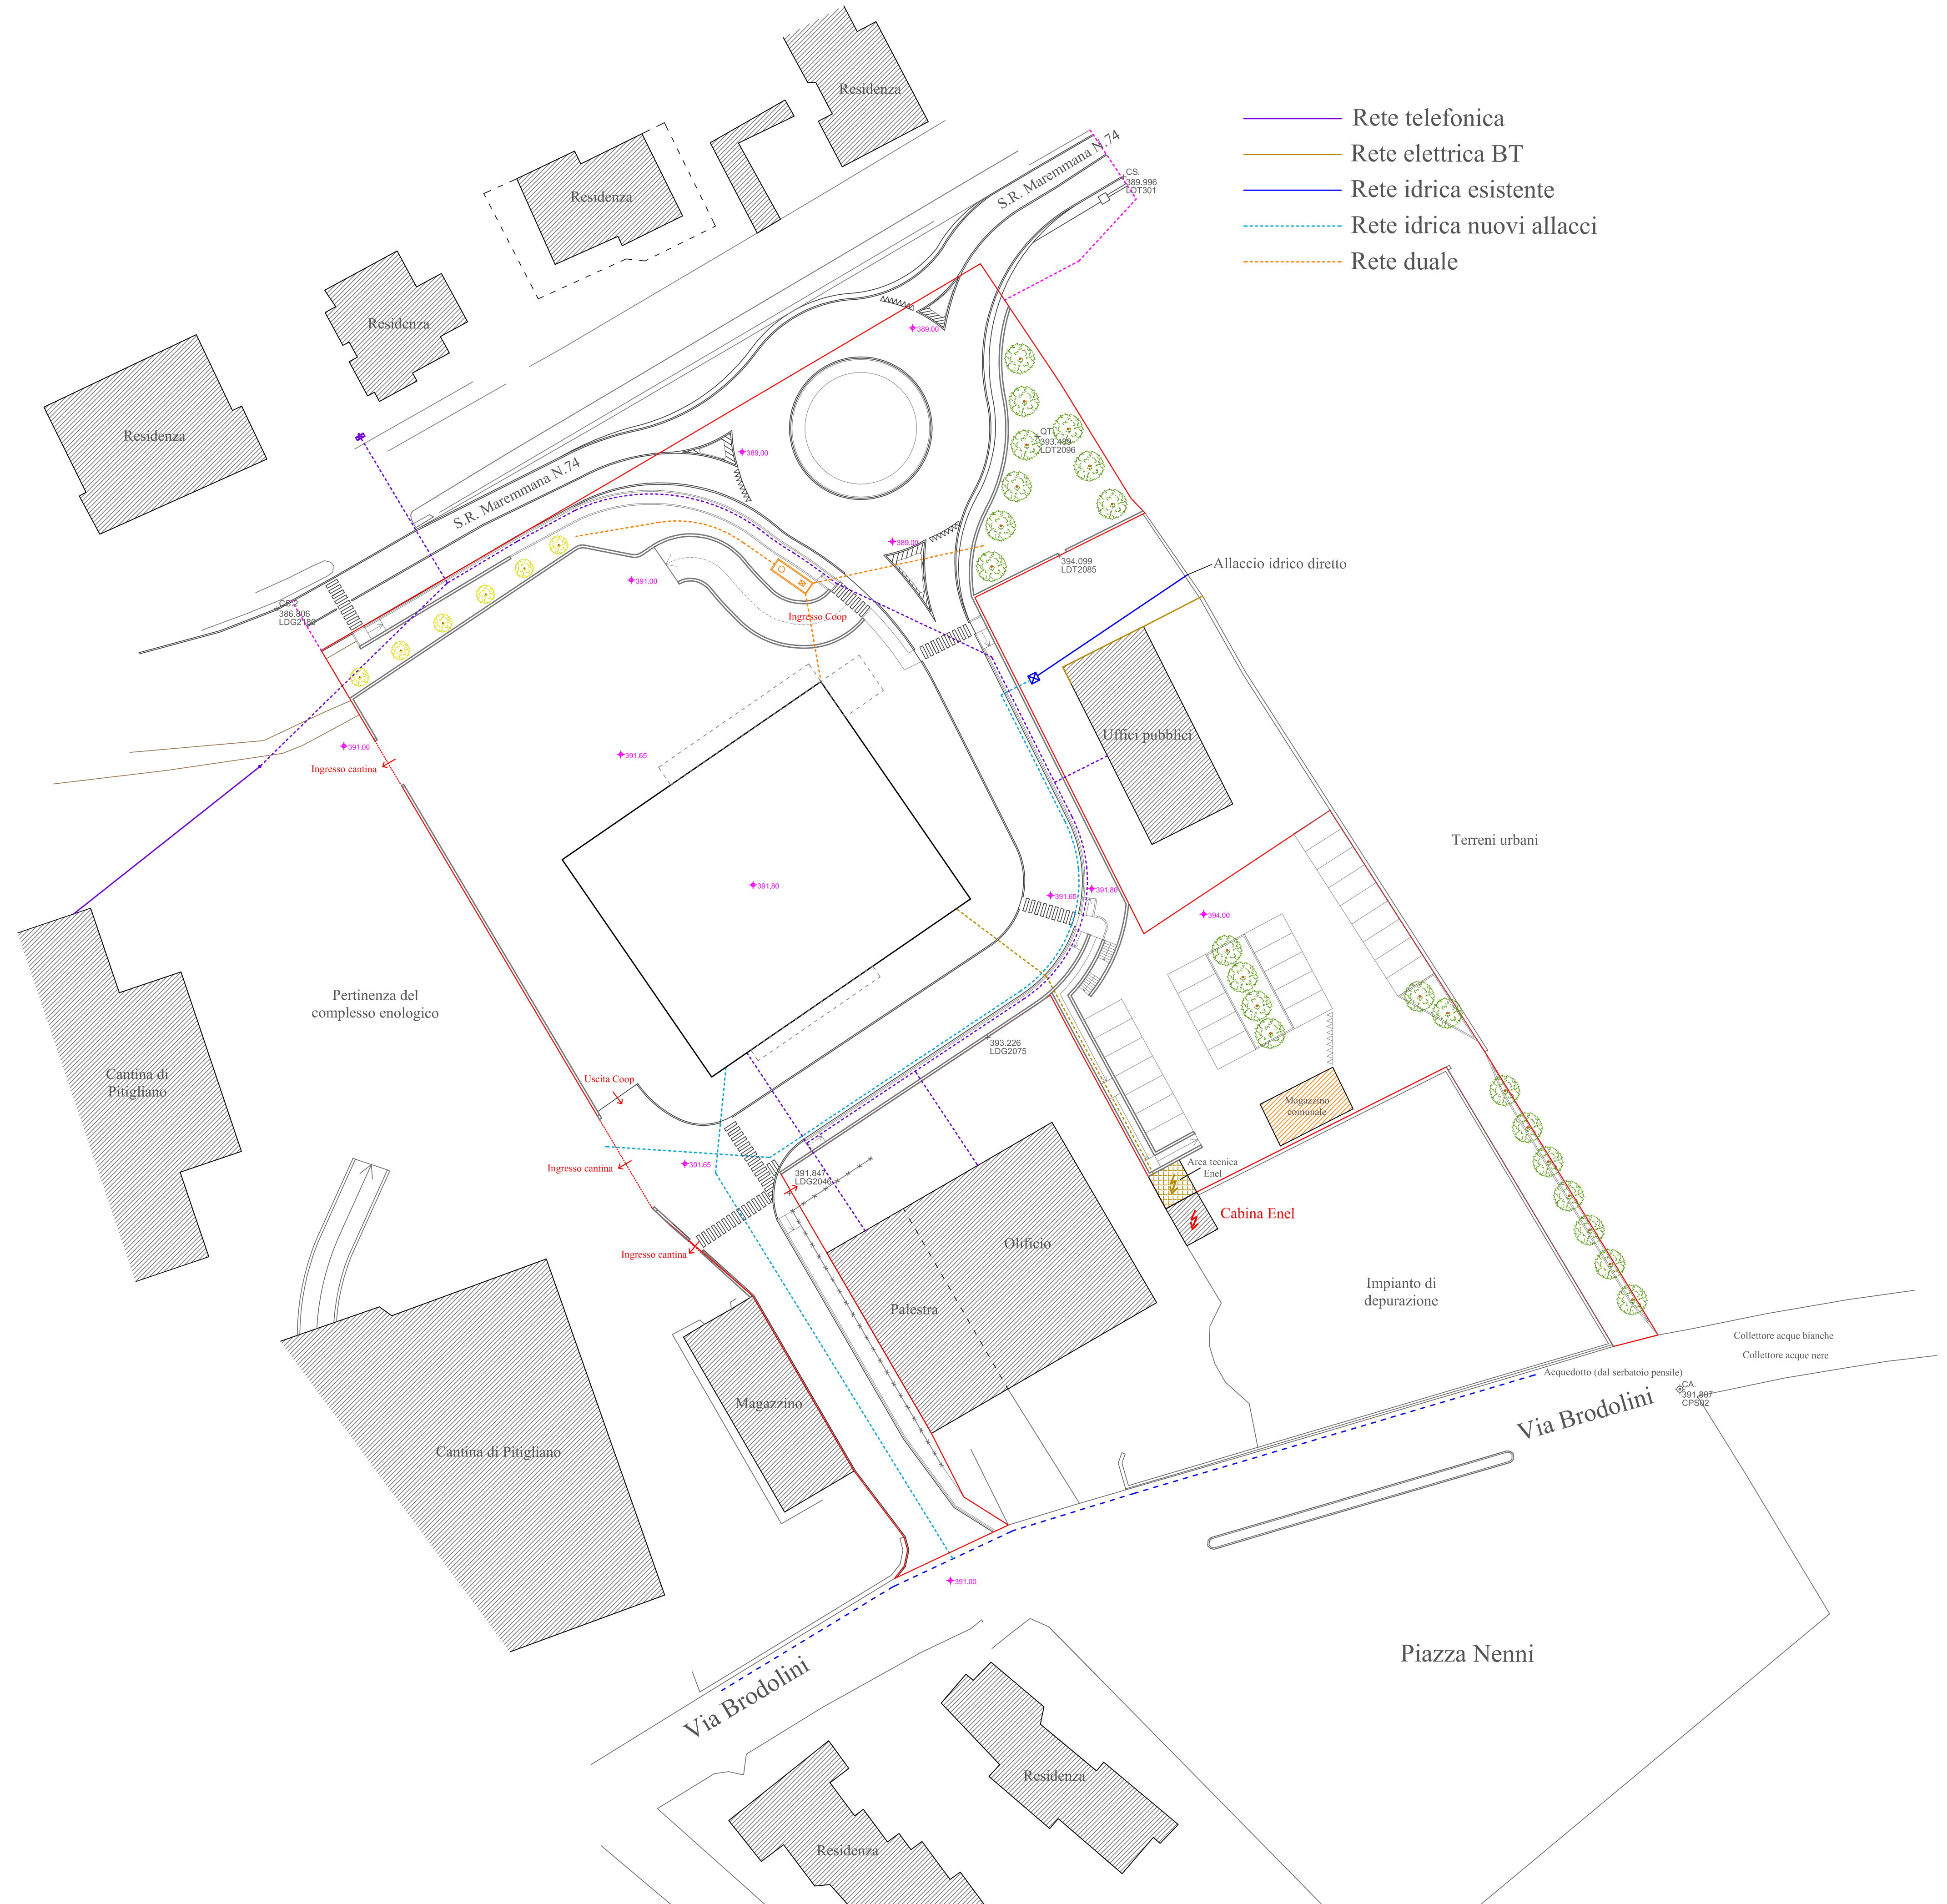 Residenza
Rete telefonica
Rete elettrica BT
Rete idrica esistente
Rete idrica nuovi allacci
Rete duale
S.R. Maremmana N.74
CS.
389.996
LDT301
Residenza
Residenza
389.00
Residenza
QT.
393.489
LDT2096
389.00
S.R. Maremmana N.74
389.00
394.099
LDT2085
Allaccio idrico diretto
391.00
CS.2
386.806
LDG2180
Ingresso Coop
Uffici pubblici
391.00
391.65
Ingresso cantina
Terreni urbani
391.80
391.65
391.80
394.00
Pertinenza del
complesso enologico
393.226
LDG2075
Cantina di
Pitigliano
Uscita Coop
Magazzino
comunale
391.65
Ingresso cantina
391.847
LDG2046
Area tecnica
Enel
Cabina Enel
Ingresso cantina
Olificio
Palestra
Impianto di
depurazione
Collettore acque bianche
Collettore acque nere
Acquedotto (dal serbatoio pensile)
CA.
391.807
CPS02
Via Brodolini
Magazzino
Cantina di Pitigliano
391.00
Piazza Nenni
Via Brodolini
Residenza
Residenza